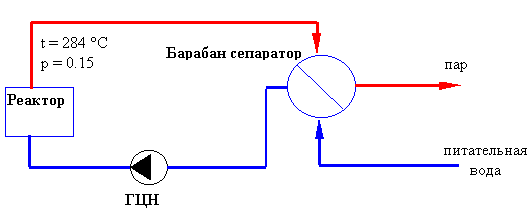 t = 284 °C
p = 0.15
Барабан сепаратор
пар
Реактор
питательная
вода
ГЦН